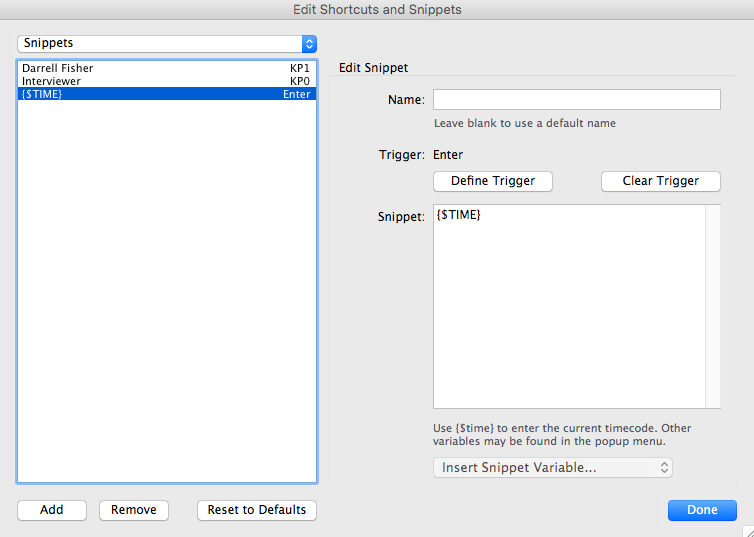 Edit Shortcuts and Snippets
Snippets
Darrell Fisher KP1
Interviewer KP0
{$TIME} Enter
Edit Snippet
Name:
Leave blank to use a default name
Trigger: Enter
Define Trigger Clear Trigger
Snippet: {$TIME}
Use {$time} to enter the current timecode. Other
variables may be found in the popup menu.
Insert Snippet Variable...
Add Remove Reset to Defaults Done